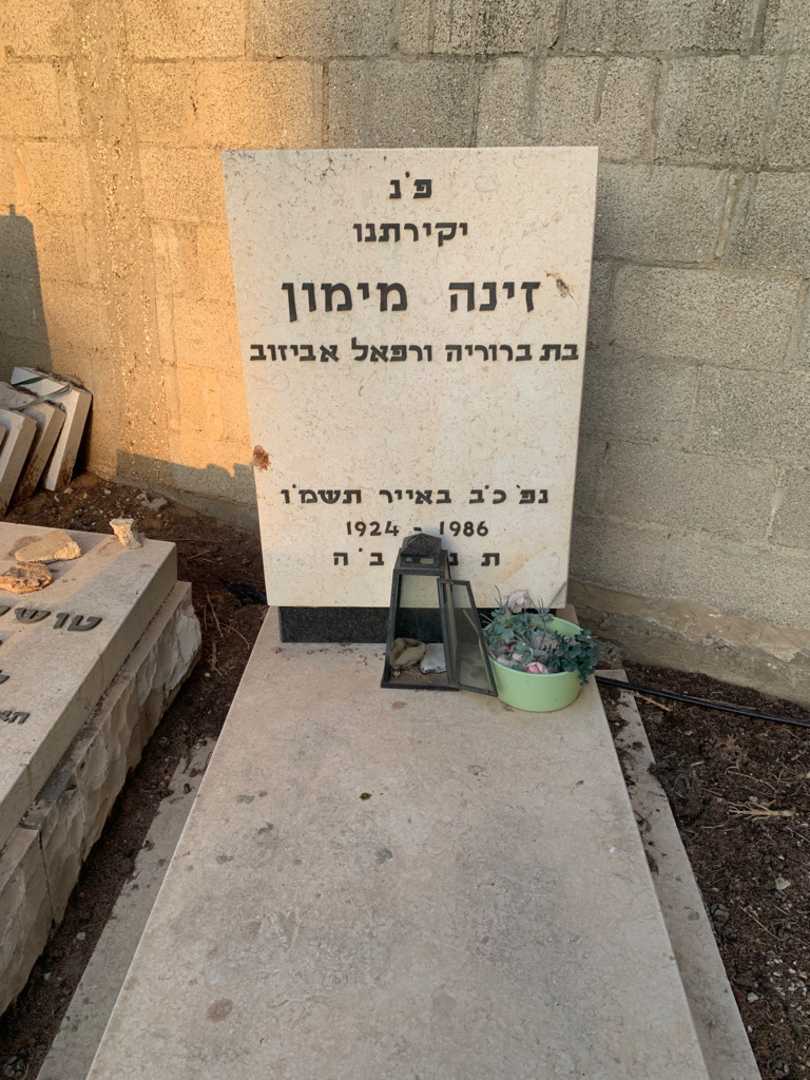 פ'נ
יקירתנו
זינה מימון
בת ברוריה ורפאל אביזוב
נפ' כ'ב באייר תשמ'ו
1924 - 1986
ת נ ב'ה